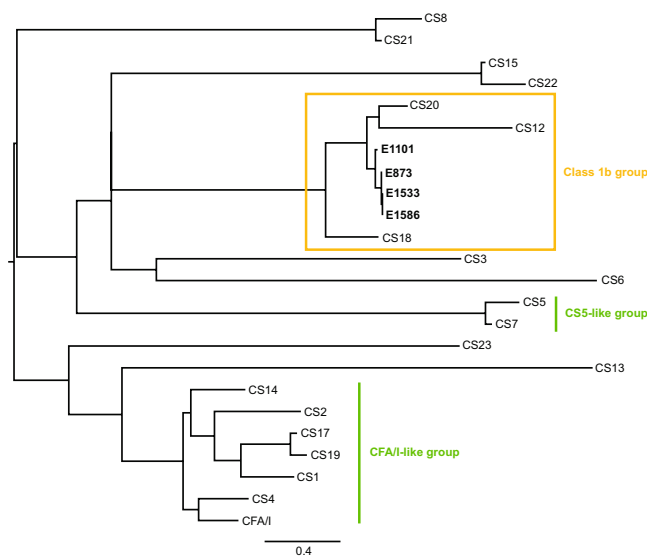 CS8
CS21
CS15
CS22
CS20
CS12
E1101
E873
Class 1b group
E1533
E1586
CS18
CS3
CS6
CS5
CS5-like group
CS7
CS23
CS13
CS14
CS2
CS17
CS19
CFA/I-like group
CS1
CS4
CFA/I
0.4